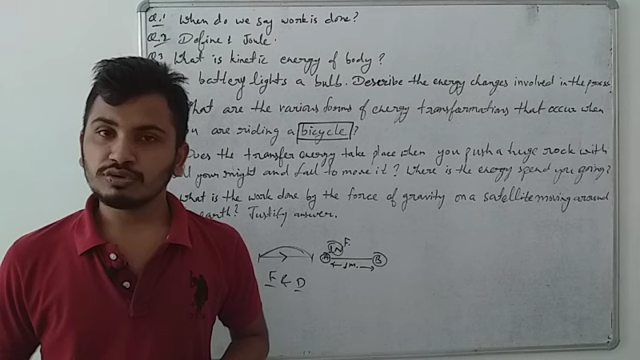 Q.1 When do we say work is done?
Q.2 Define 1 Joule.
What is kinetic energy of body?
battery lights a bulb. Describe the energy changes involved in the process.
What are the various forms of energy transformations that occur when
are riding a bicycle?
Does the transfer energy take place when you push a huge rock with
your might and fail to move it? Where is the energy spend you going?
What is the work done by the force of gravity on a satellite moving around
earth? Justify answer.
F.
A B
1m.
F & D